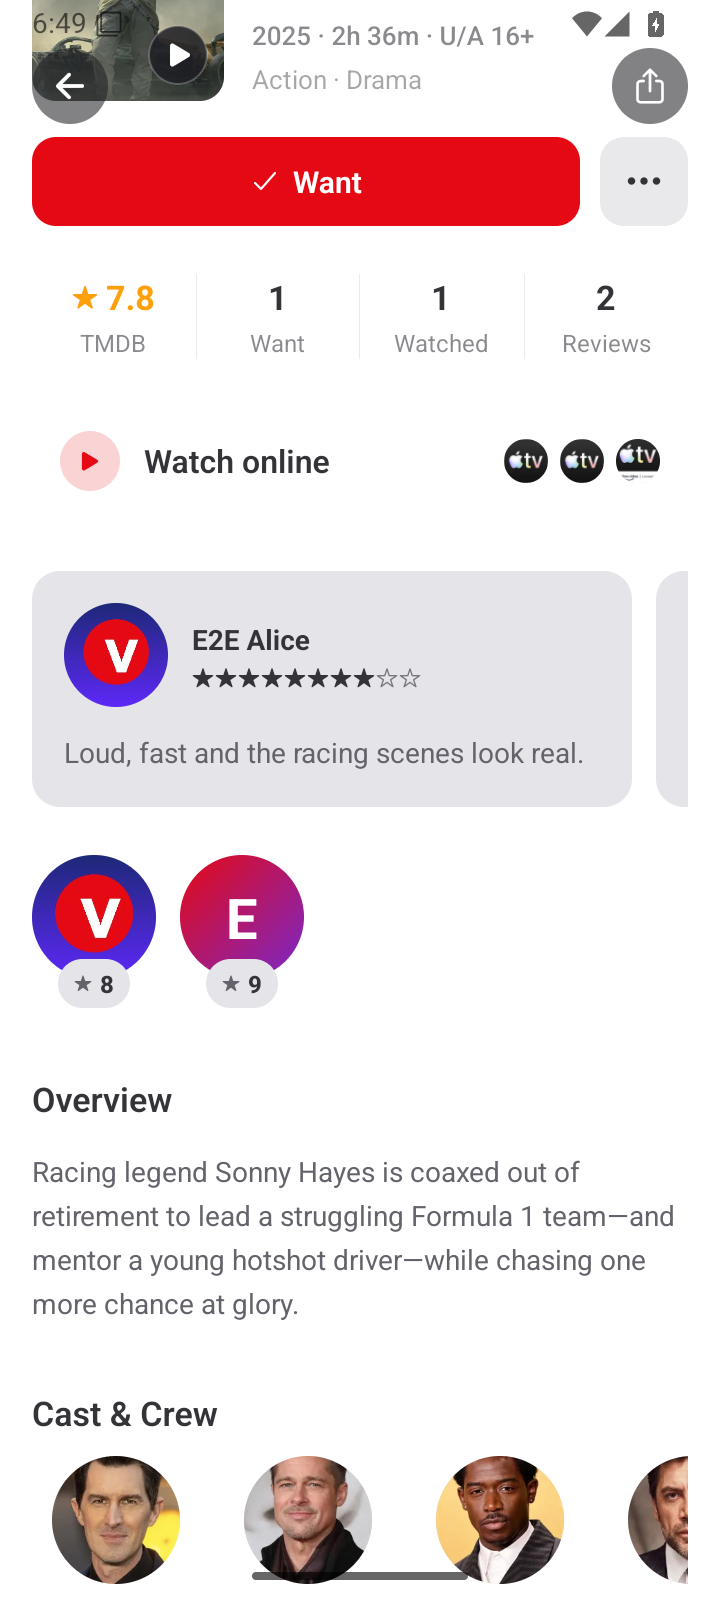 6:49
2025 · 2h 36m · U/A 16+
Action · Drama
Want
7.8
TMDB
1
Want
1
Watched
2
Reviews
Watch online
tv
tv
tv
V
E2E Alice
Loud, fast and the racing scenes look real.
V
8
E
9
Overview
Racing legend Sonny Hayes is coaxed out of
retirement to lead a struggling Formula 1 team—and
mentor a young hotshot driver—while chasing one
more chance at glory.
Cast & Crew